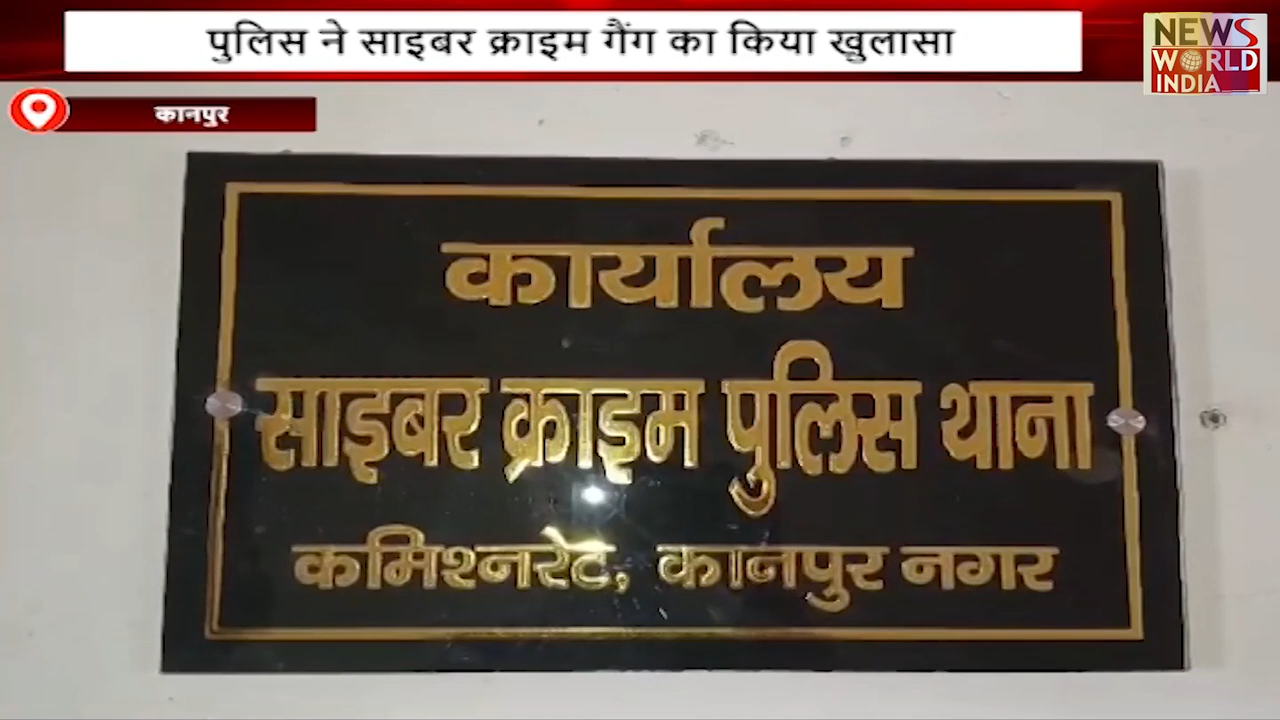 पुलिस ने साइबर क्राइम गैंग का किया खुलासा
NEWS
WORLD
INDIA
कानपुर
कार्यालय
साइबर क्राइम पुलिस थाना
कमिश्नरेट, कानपुर नगर